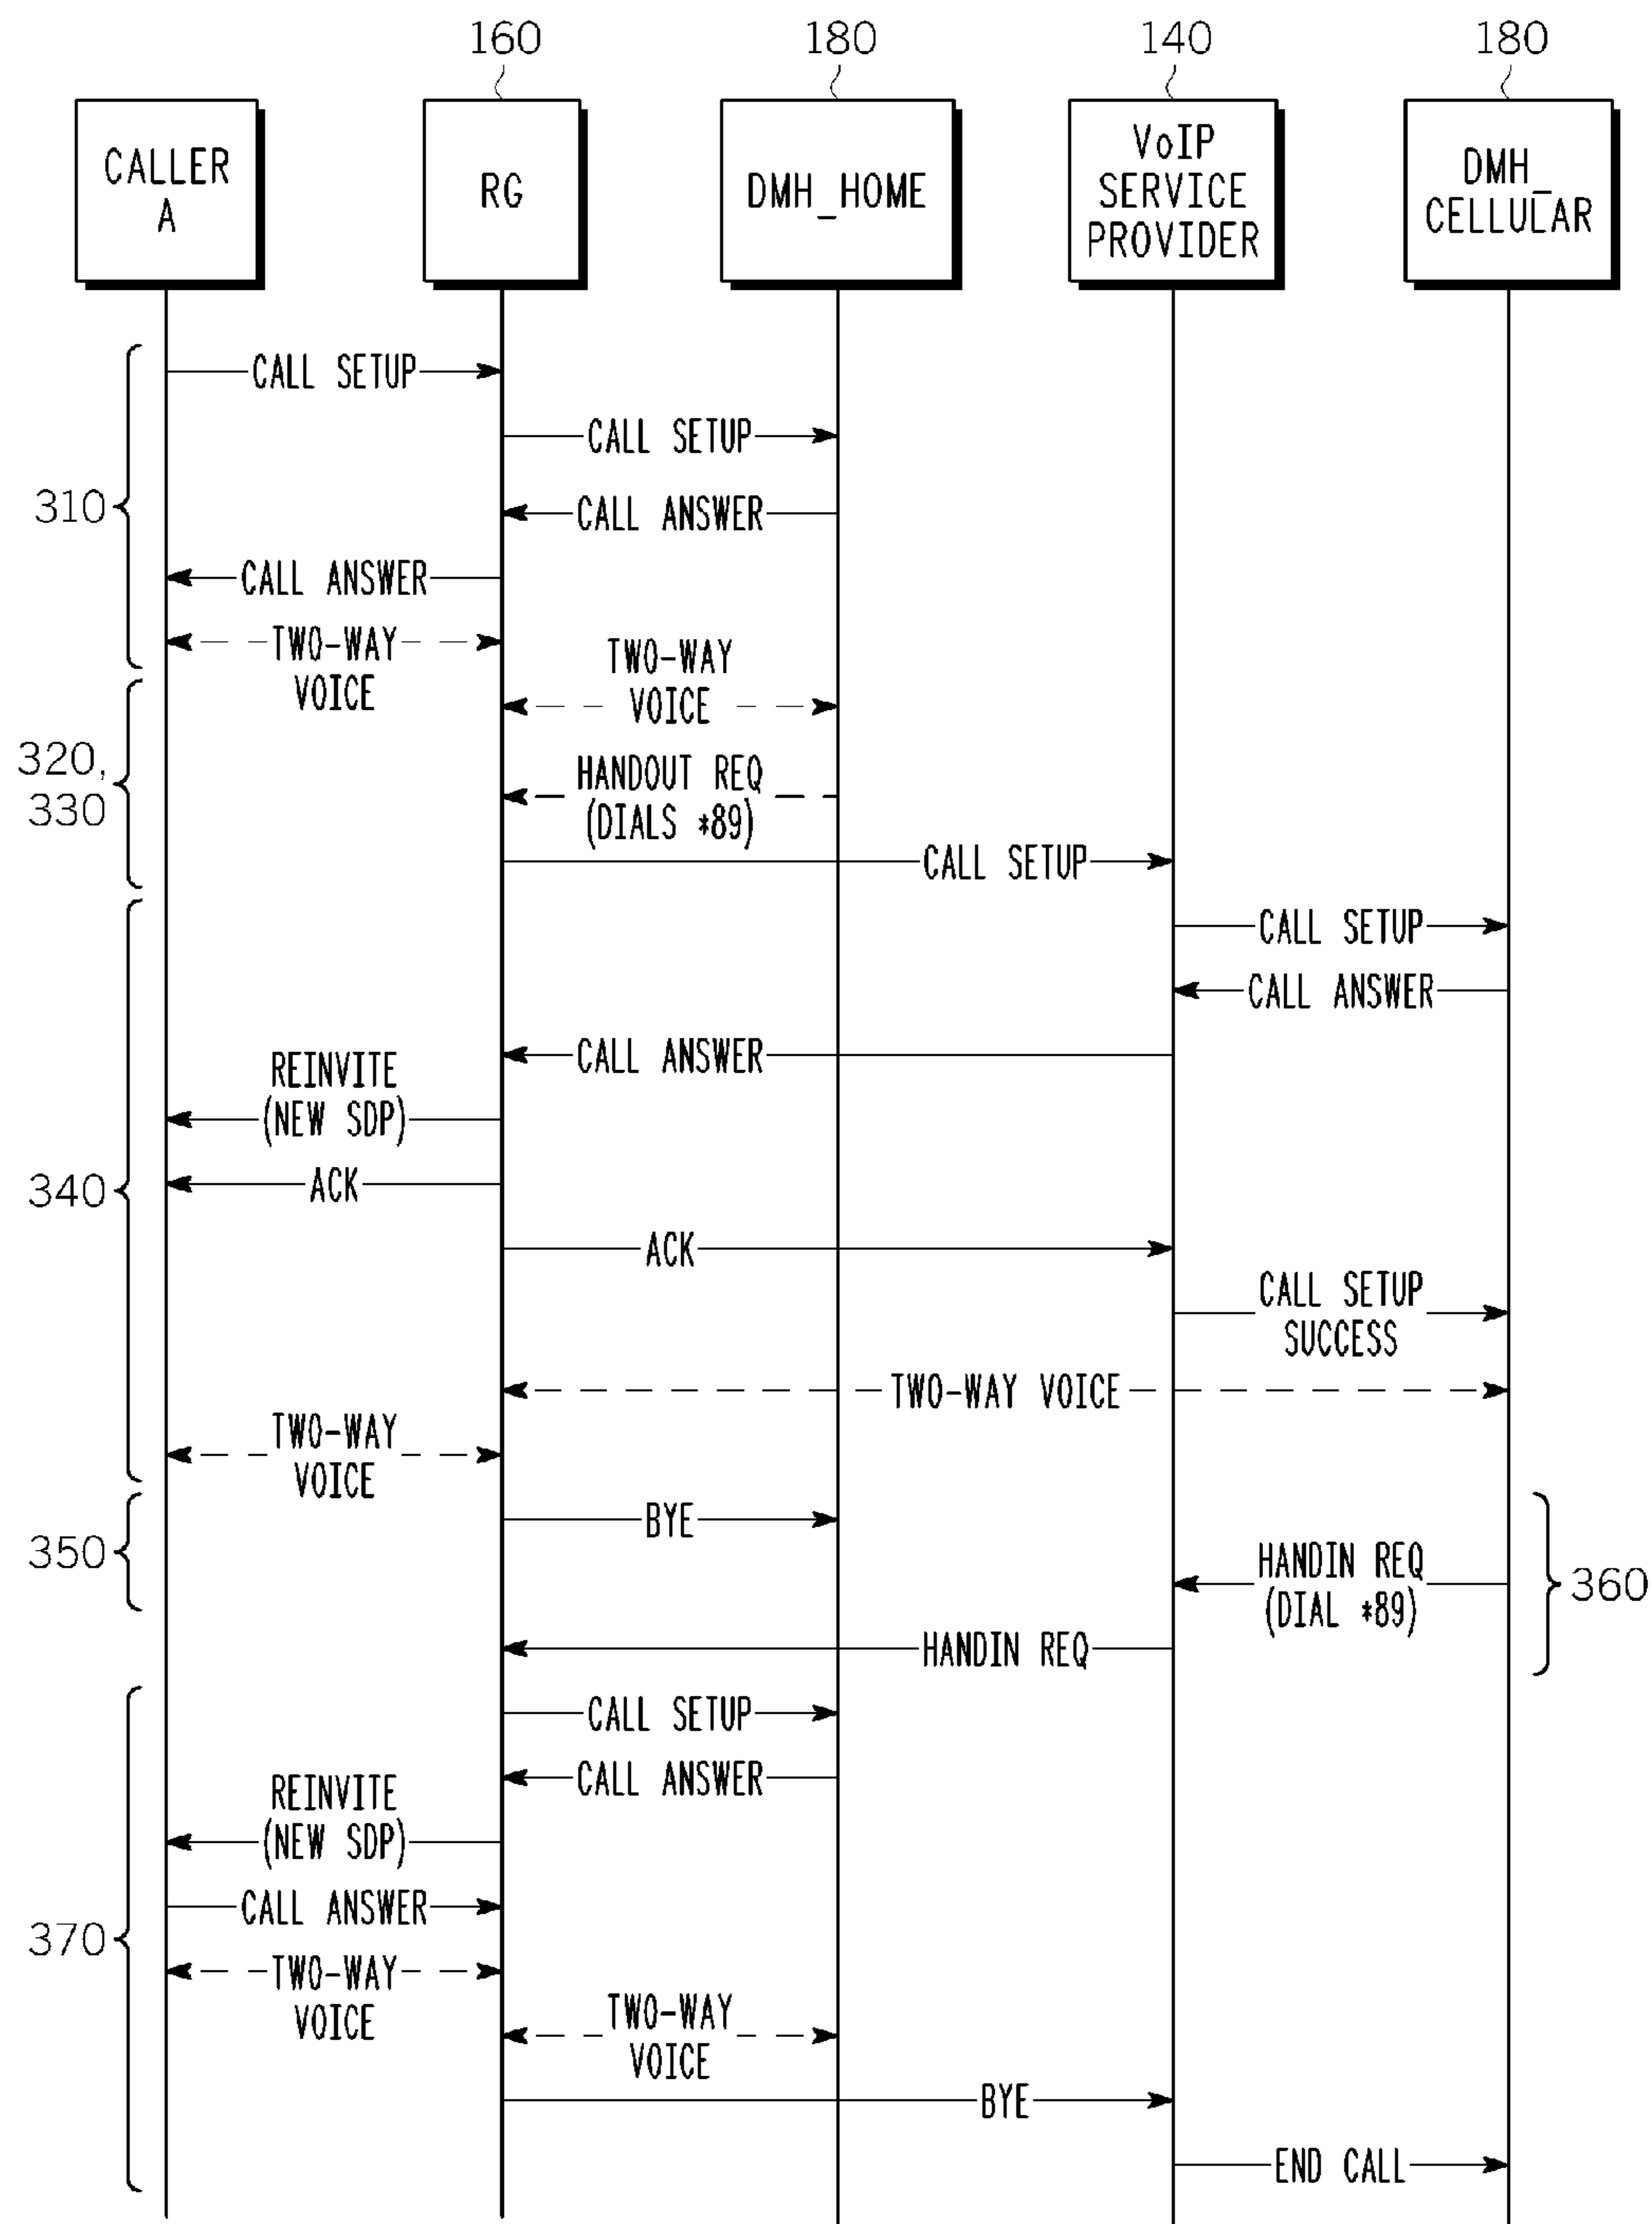 160
180
140
180
CALLER
A
RG
DMH_HOME
VoIP
SERVICE
PROVIDER
DMH_
CELLULAR
CALL SETUP
CALL SETUP
310
CALL ANSWER
CALL ANSWER
TWO-WAY
VOICE
TWO-WAY
VOICE
320,
330
HANDOUT REQ
(DIALS *89)
CALL SETUP
CALL SETUP
CALL ANSWER
CALL ANSWER
REINVITE
(NEW SDP)
340
ACK
ACK
CALL SETUP
SUCCESS
TWO-WAY VOICE
TWO-WAY
VOICE
350
BYE
HANDIN REQ
(DIAL *89)
360
HANDIN REQ
CALL SETUP
CALL ANSWER
REINVITE
(NEW SDP)
370
CALL ANSWER
TWO-WAY
VOICE
TWO-WAY
VOICE
BYE
END CALL